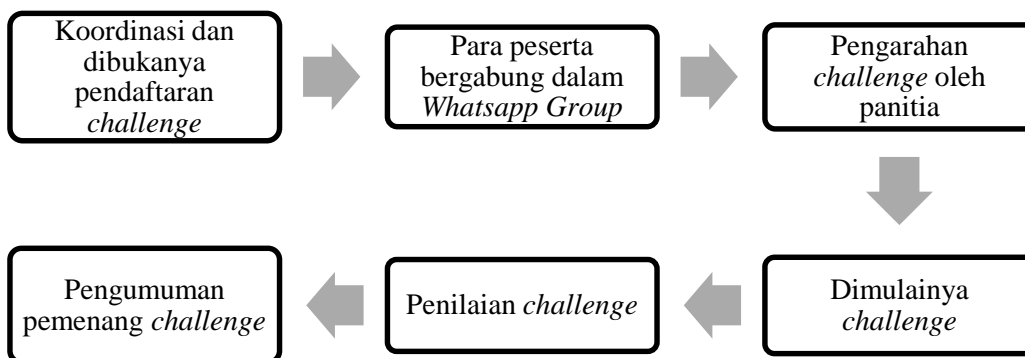 Koordinasi dan
dibukanya
pendaftaran
challenge
Para peserta
bergabung dalam
Whatsapp Group
Pengarahan
challenge oleh
panitia
Dimulainya
challenge
Penilaian challenge
Pengumuman
pemenang challenge